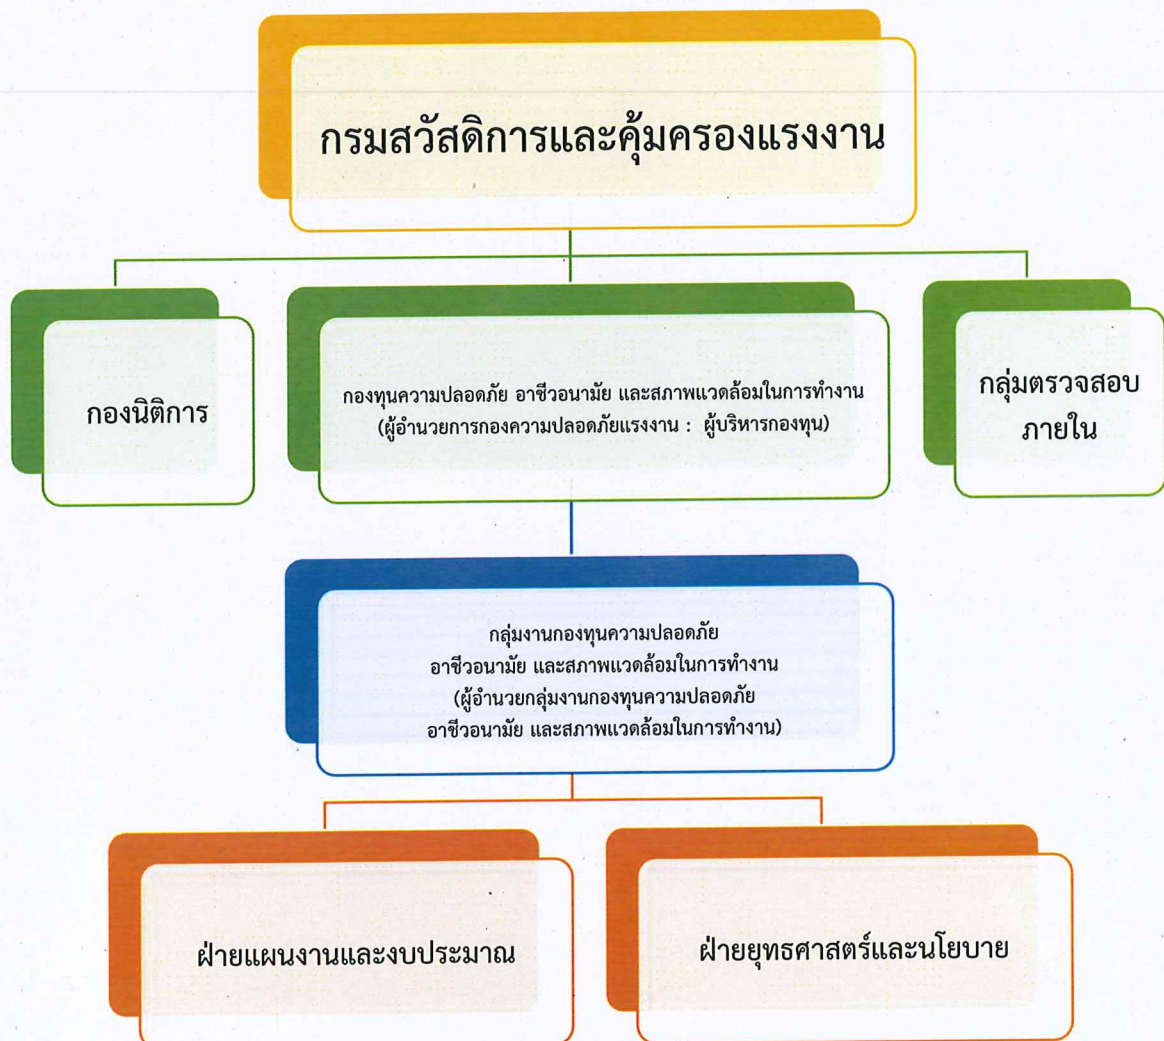 กรมสวัสดิการและคุ้มครองแรงงาน
กองนิติการ
กองทุนความปลอดภัย อาชีวอนามัย และสภาพแวดล้อมในการทำงาน
(ผู้อำนวยการกองความปลอดภัยแรงงาน : ผู้บริหารกองทุน)
กลุ่มตรวจสอบ
ภายใน
กลุ่มงานกองทุนความปลอดภัย
อาชีวอนามัย และสภาพแวดล้อมในการทำงาน
(ผู้อำนวยกลุ่มงานกองทุนความปลอดภัย
อาชีวอนามัย และสภาพแวดล้อมในการทำงาน)
ฝ่ายแผนงานและงบประมาณ
ฝ่ายยุทธศาสตร์และนโยบาย